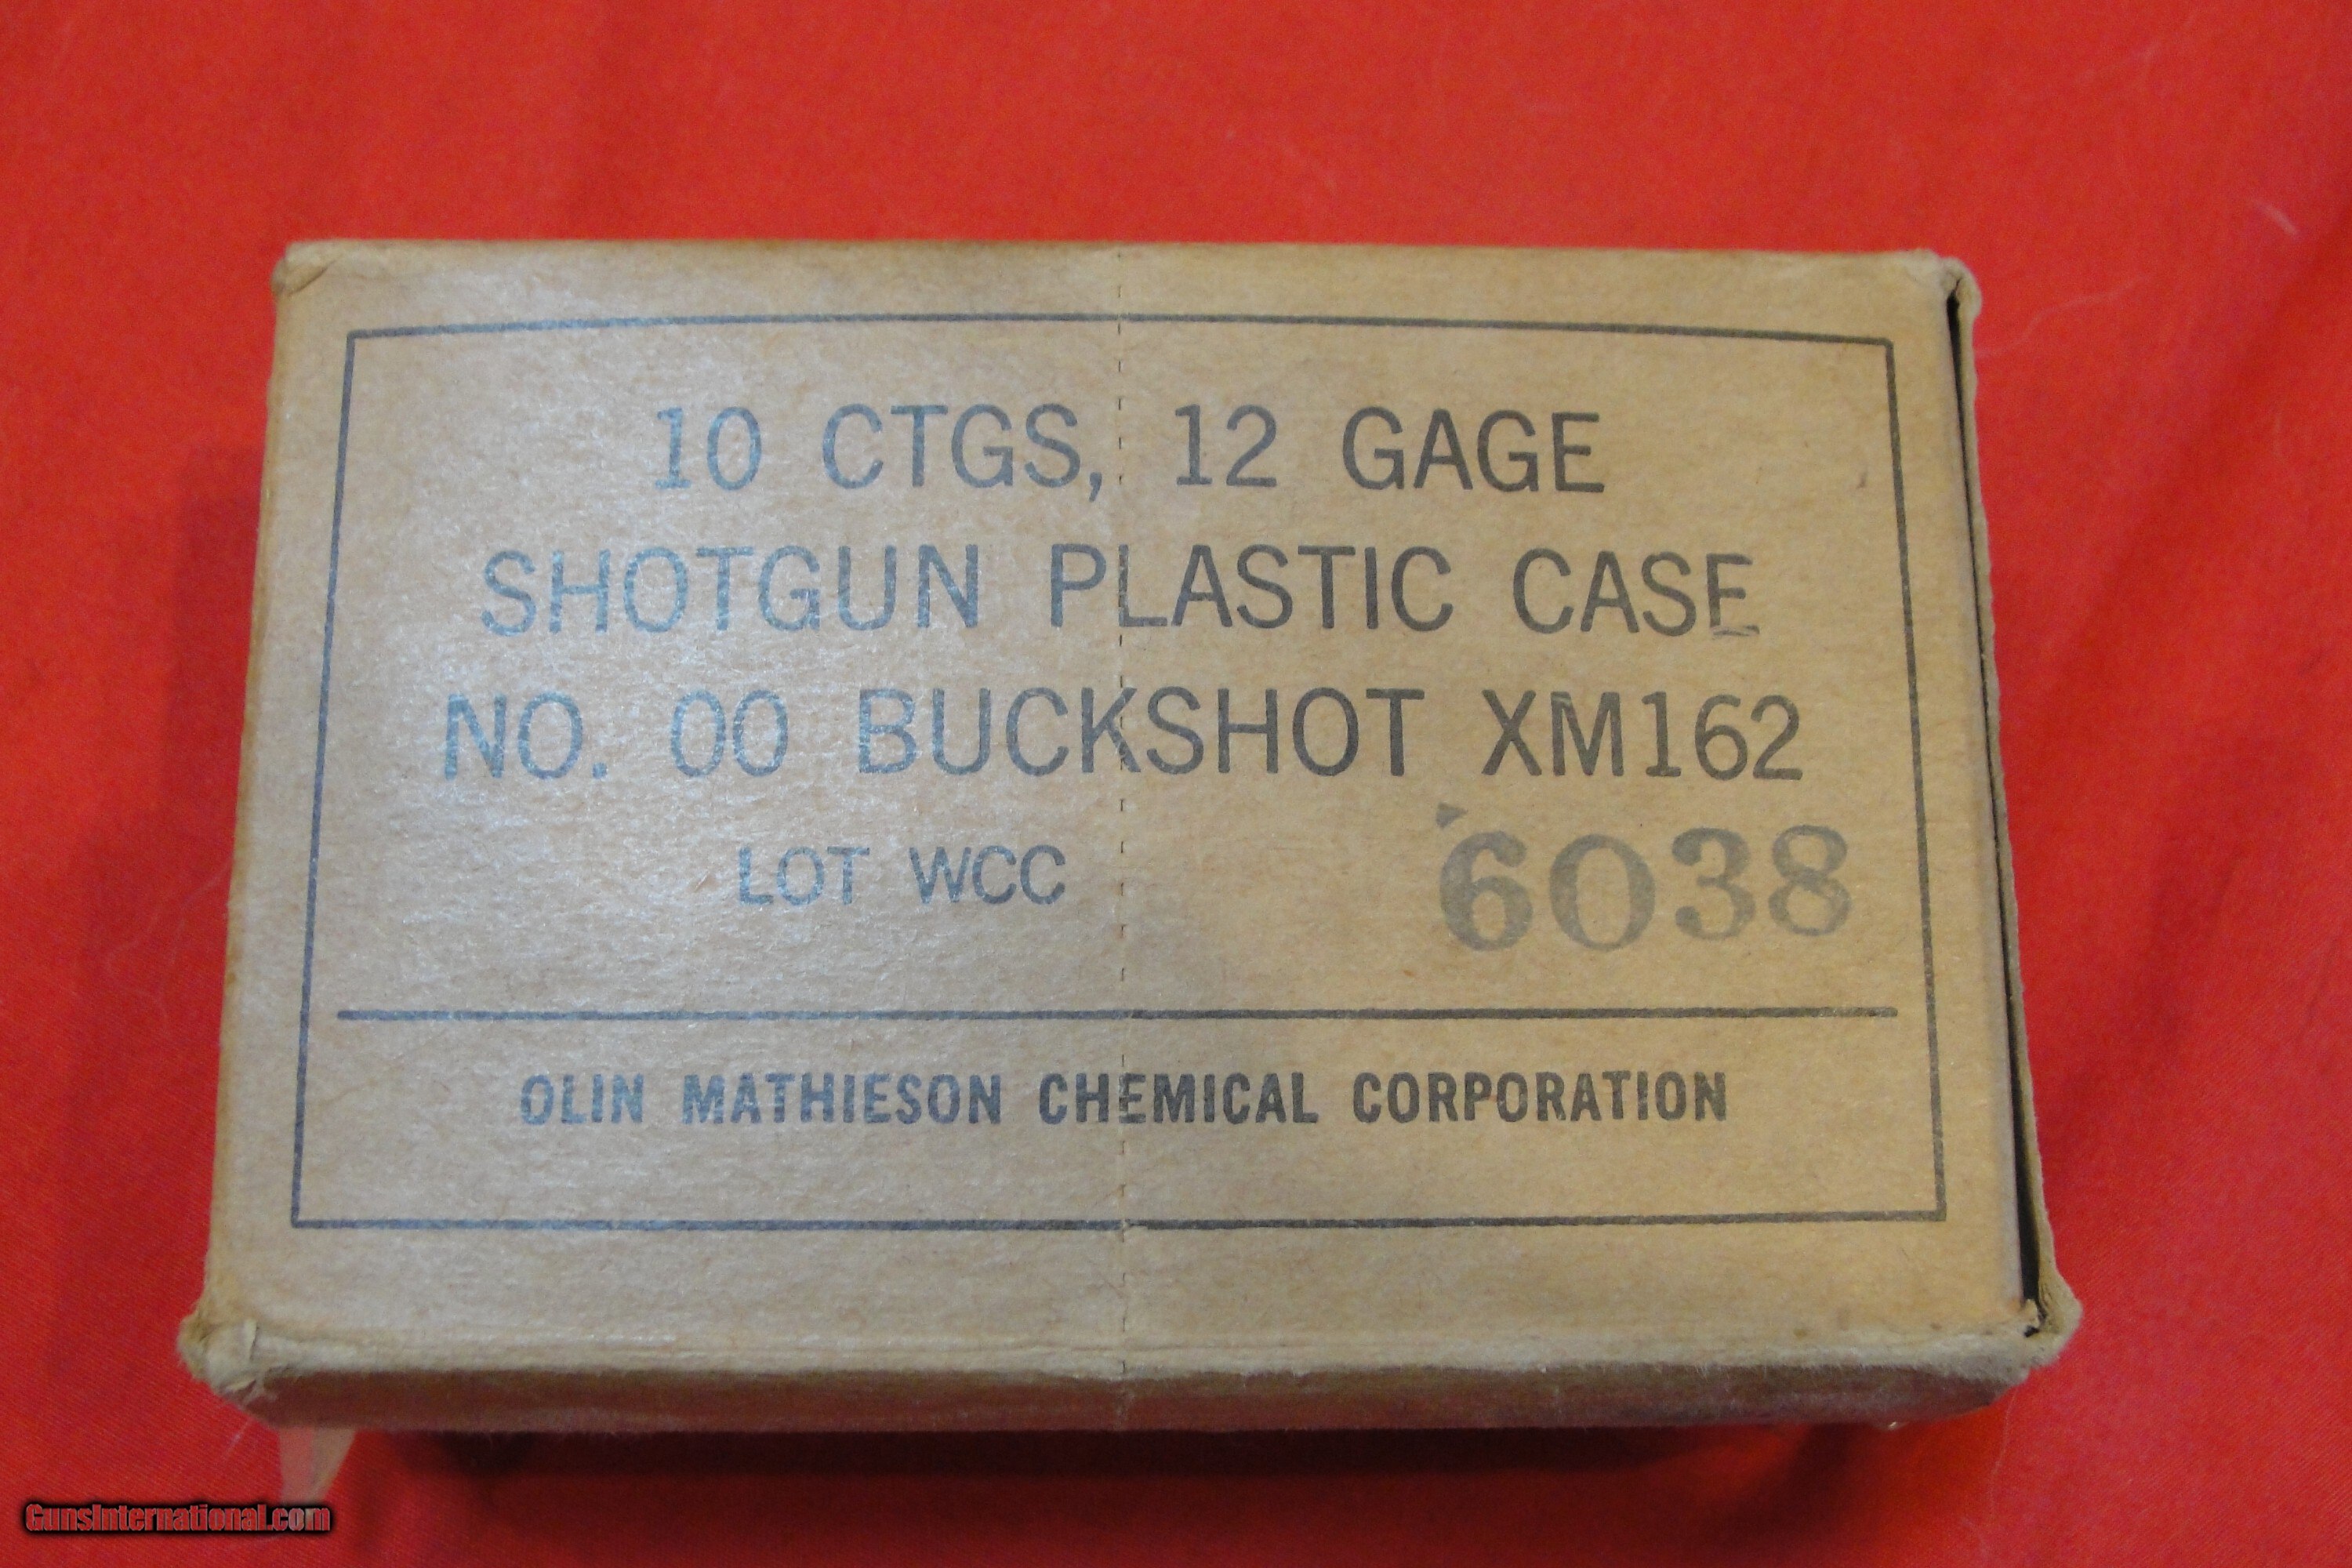 10 CTGS, 12 GAGE
SHOTGUN PLASTIC CASE
NO. 00 BUCKSHOT XM162
LOT WCC 6038
OLIN MATHIESON CHEMICAL CORPORATION
GunsInternational.com